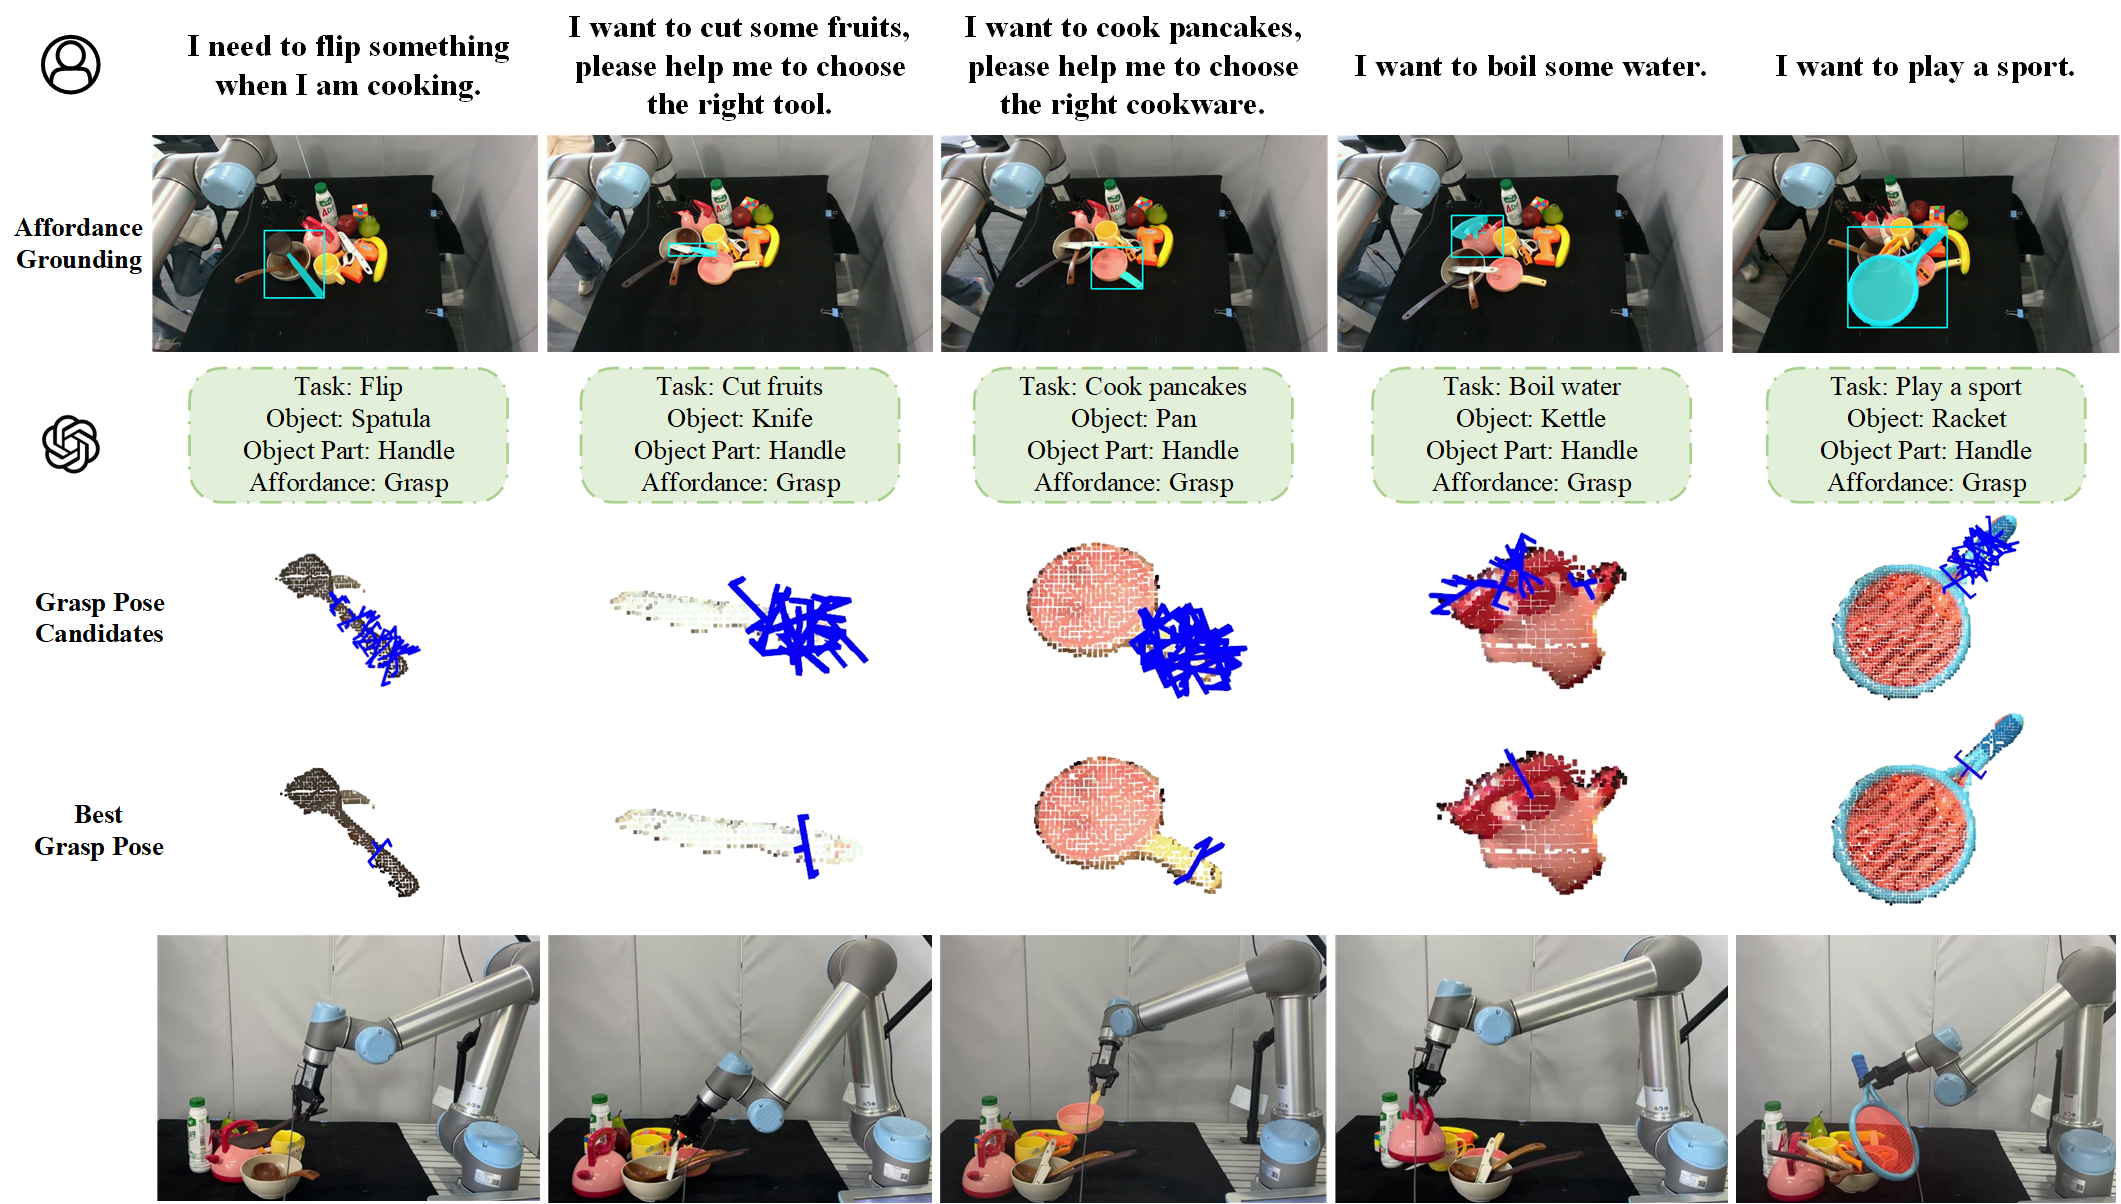 I need to flip something
when I am cooking.
I want to cut some fruits,
please help me to choose
the right tool.
I want to cook pancakes,
please help me to choose
the right cookware.
I want to boil some water.
I want to play a sport.
Affordance
Grounding
Task: Flip
Object: Spatula
Object Part: Handle
Affordance: Grasp
Task: Cut fruits
Object: Knife
Object Part: Handle
Affordance: Grasp
Task: Cook pancakes
Object: Pan
Object Part: Handle
Affordance: Grasp
Task: Boil water
Object: Kettle
Object Part: Handle
Affordance: Grasp
Task: Play a sport
Object: Racket
Object Part: Handle
Affordance: Grasp
Grasp Pose
Candidates
Best
Grasp Pose